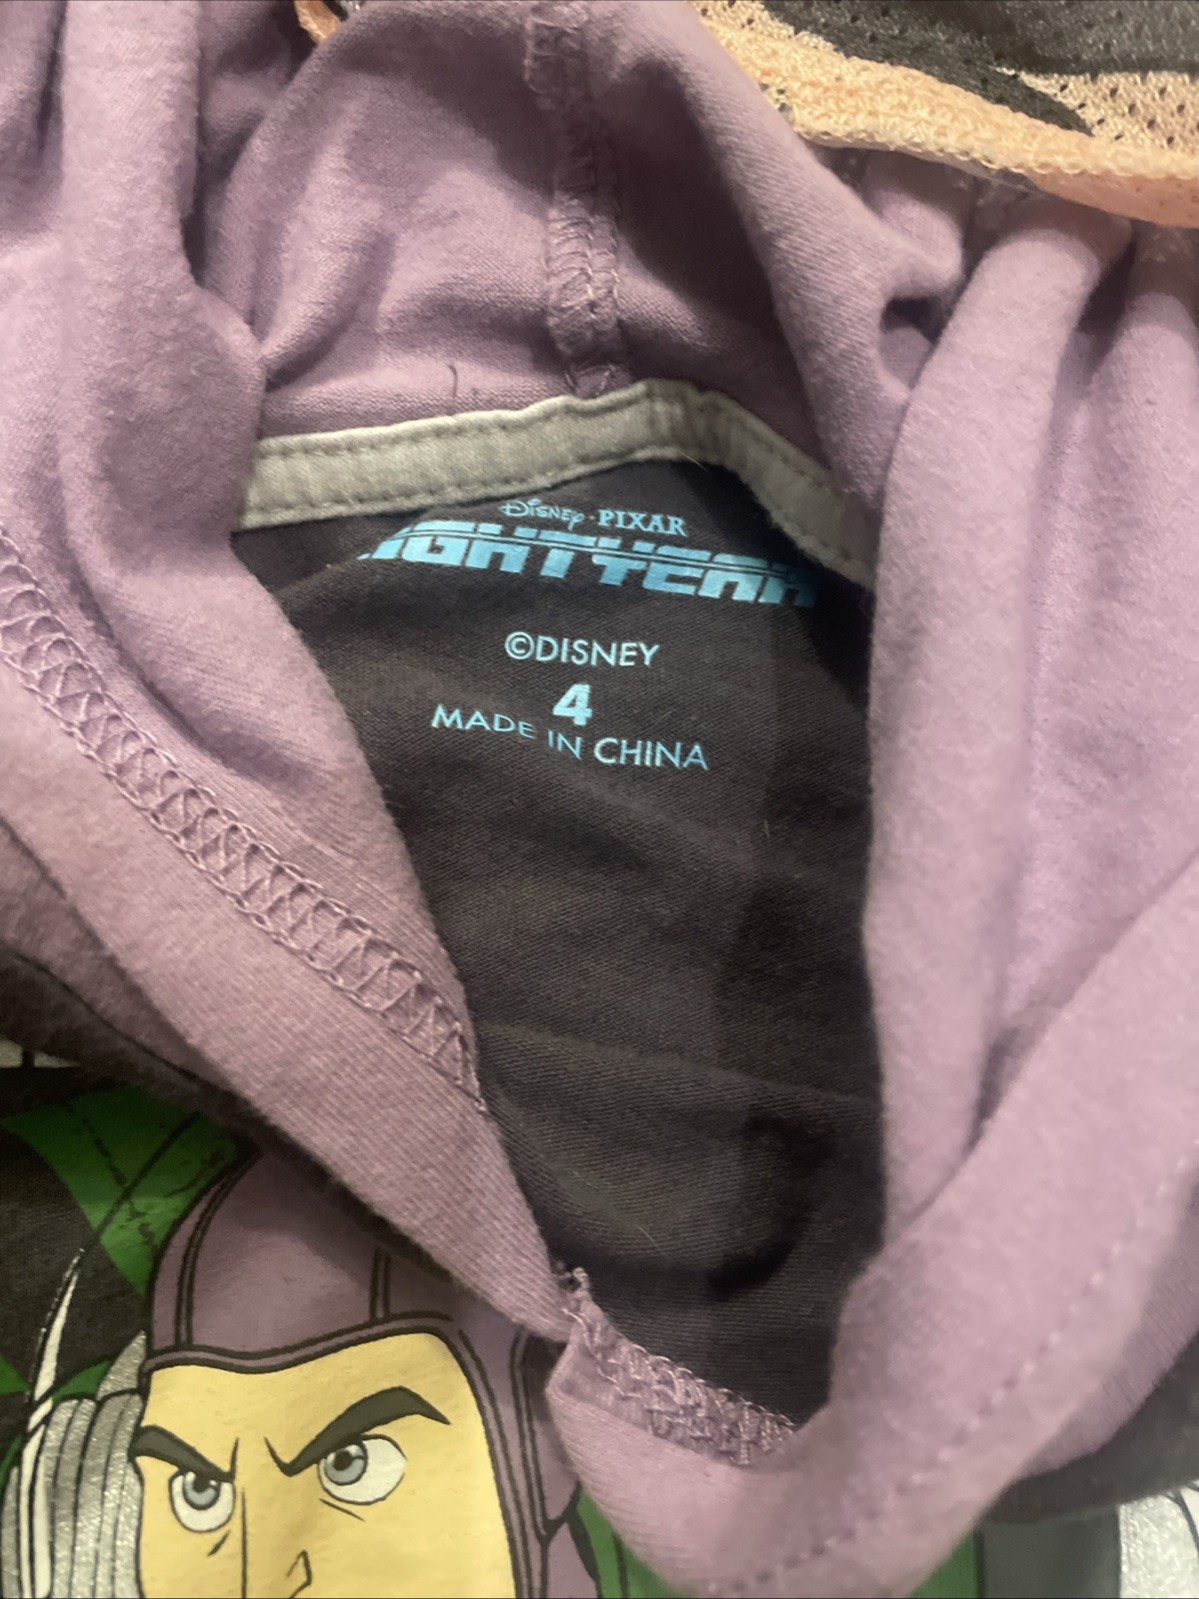 Disney · PIXAR
LIGHTYEAR
©DISNEY
4
MADE IN CHINA